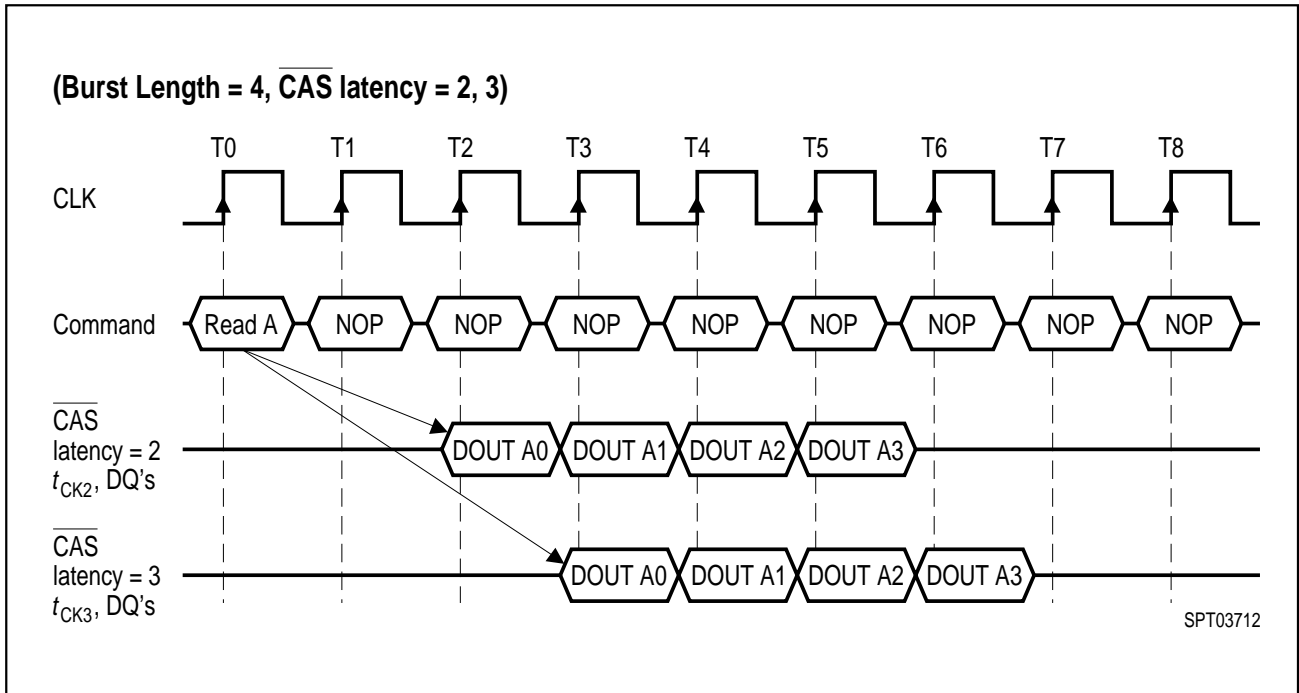 (Burst Length = 4, CAS latency = 2, 3)
T0 T1 T2 T3 T4 T5 T6 T7 T8
CLK
Command Read A NOP NOP NOP NOP NOP NOP NOP NOP
CAS
latency = 2
tCK2, DQ's
DOUT A0 DOUT A1 DOUT A2 DOUT A3
CAS
latency = 3
tCK3, DQ's
DOUT A0 DOUT A1 DOUT A2 DOUT A3
SPT03712